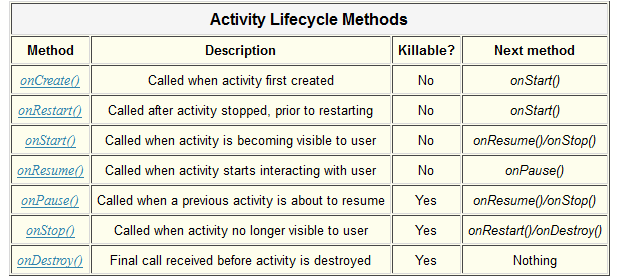 Activity Lifecycle Methods
Method Description Killable? Next method
onCreate() Called when activity first created No onStart()
onRestart() Called after activity stopped, prior to restarting No onStart()
onStart() Called when activity is becoming visible to user No onResume()/onStop()
onResume() Called when activity starts interacting with user No onPause()
onPause() Called when a previous activity is about to resume Yes onResume()/onStop()
onStop() Called when activity no longer visible to user Yes onRestart()/onDestroy()
onDestroy() Final call received before activity is destroyed Yes Nothing